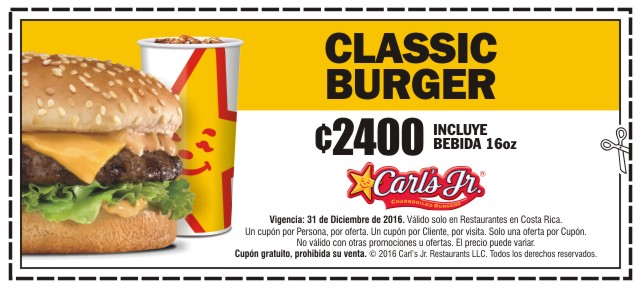 CLASSIC
BURGER
₡2400 INCLUYE
BEBIDA 16oz
Carl's Jr.®
CHARBROILED BURGERS
Vigencia: 31 de Diciembre de 2016. Válido solo en Restaurantes en Costa Rica.
Un cupón por Persona, por oferta. Un cupón por Cliente, por visita. Solo una oferta por Cupón.
No válido con otras promociones u ofertas. El precio puede variar.
Cupón gratuito, prohibida su venta. © 2016 Carl's Jr. Restaurants LLC. Todos los derechos reservados.